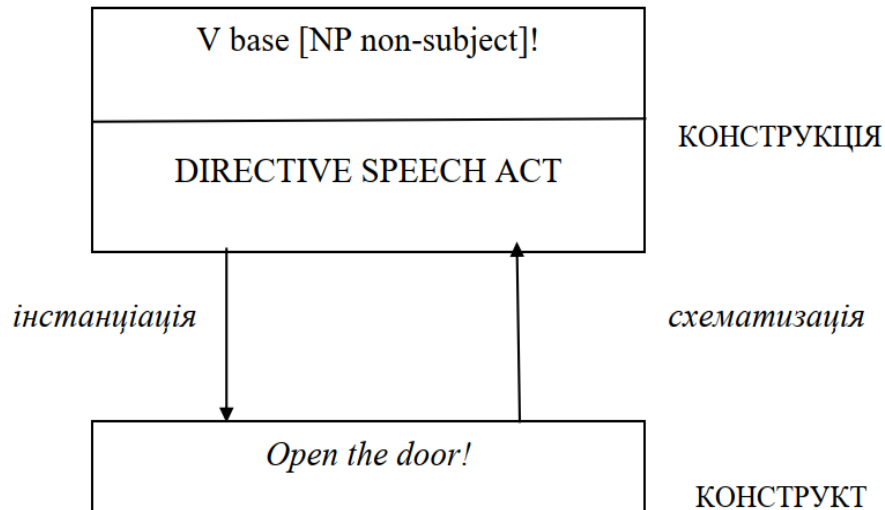 V base [NP non-subject]!
КОНСТРУКЦІЯ
DIRECTIVE SPEECH ACT
інстанціація
схематизація
Open the door!
КОНСТРУКТ